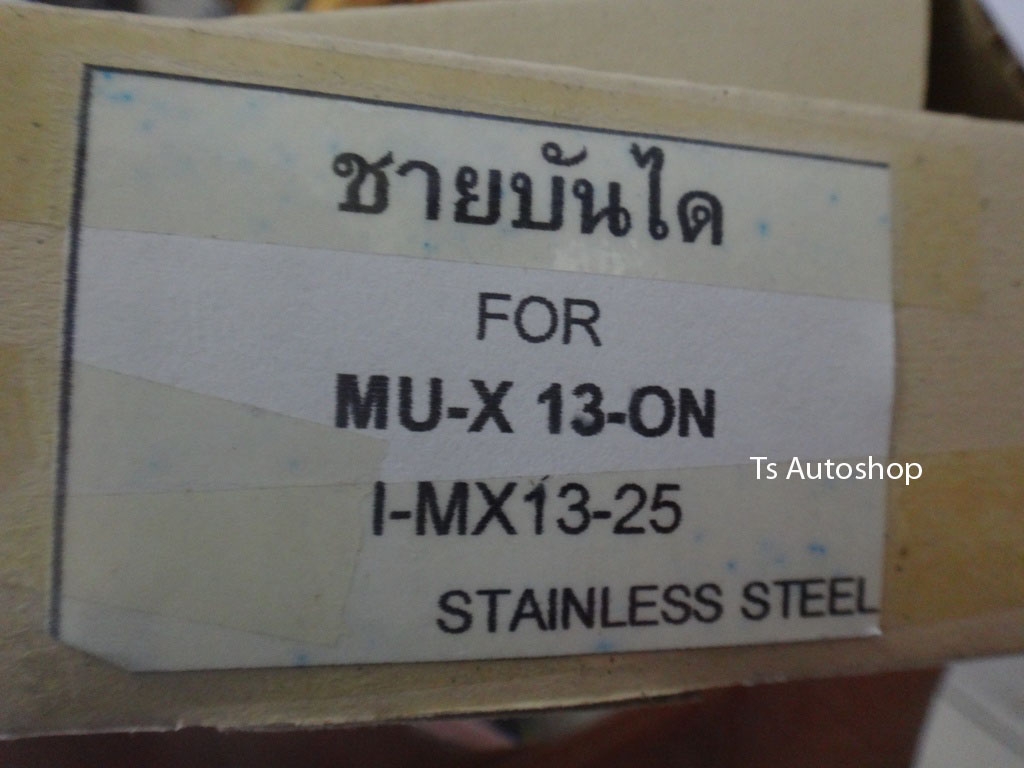 ชายบันได
FOR
MU-X 13-ON
Ts Autoshop
I-MX13-25
STAINLESS STEEL